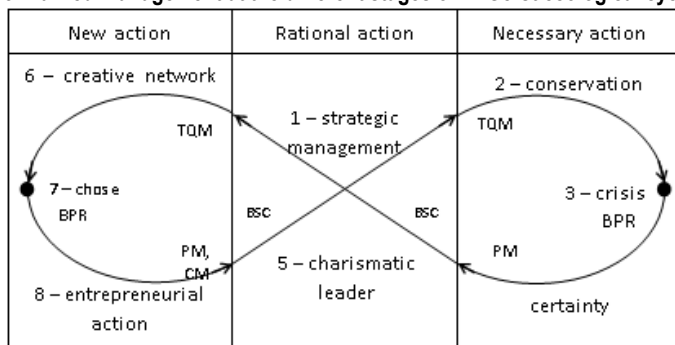 New action
Rational action
Necessary action
6 – creative network
TQM
7 – chose
BPR
PM,
CM
8 – entrepreneurial
action
1 – strategic
management
BSC
BSC
5 – charismatic
leader
2 – conservation
TQM
3 – crisis
BPR
PM
certainty